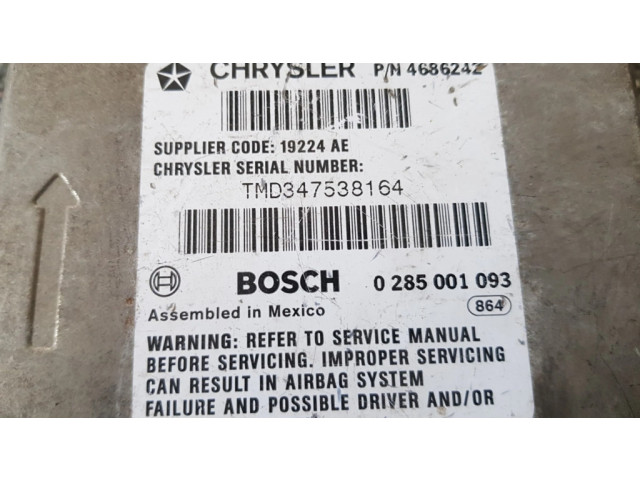 CHRYSLER P/N 4686242
SUPPLIER CODE: 19224 AE
CHRYSLER SERIAL NUMBER:
TMD347538164
BOSCH 0 285 001 093
Assembled in Mexico 864
WARNING: REFER TO SERVICE MANUAL
BEFORE SERVICING. IMPROPER SERVICING
CAN RESULT IN AIRBAG SYSTEM
FAILURE AND POSSIBLE DRIVER AND/OR